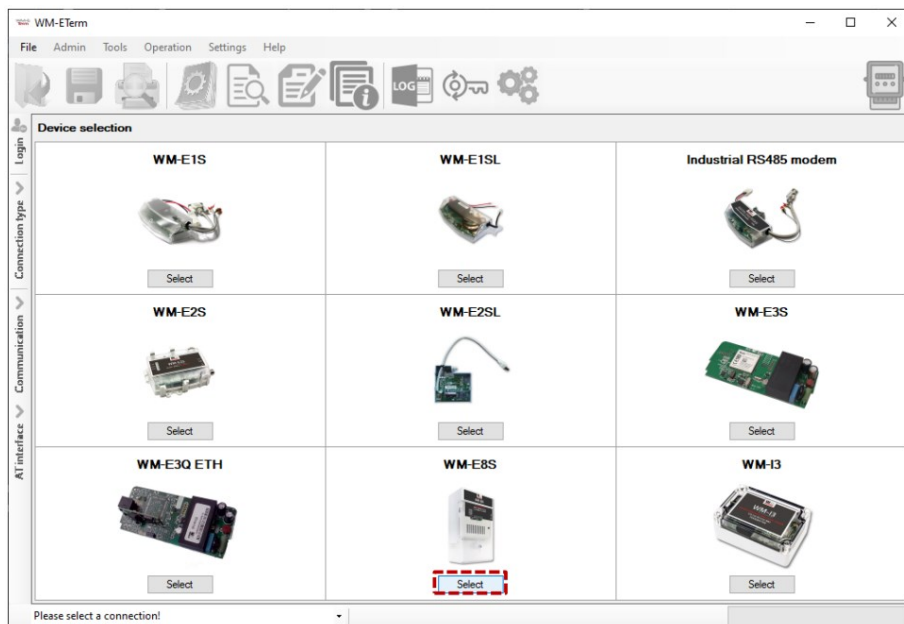 WM-ETerm
File Admin Tools Operation Settings Help
LOG
Login
Connection type
Communication
AT interface
Device selection
WM-E1S
WM-E1SL
Industrial RS485 modem
Select
Select
Select
WM-E2S
WM-E2SL
WM-E3S
Select
Select
Select
WM-E3Q ETH
WM-E8S
WM-I3
WM-I3
Select
Select
Select
Please select a connection!